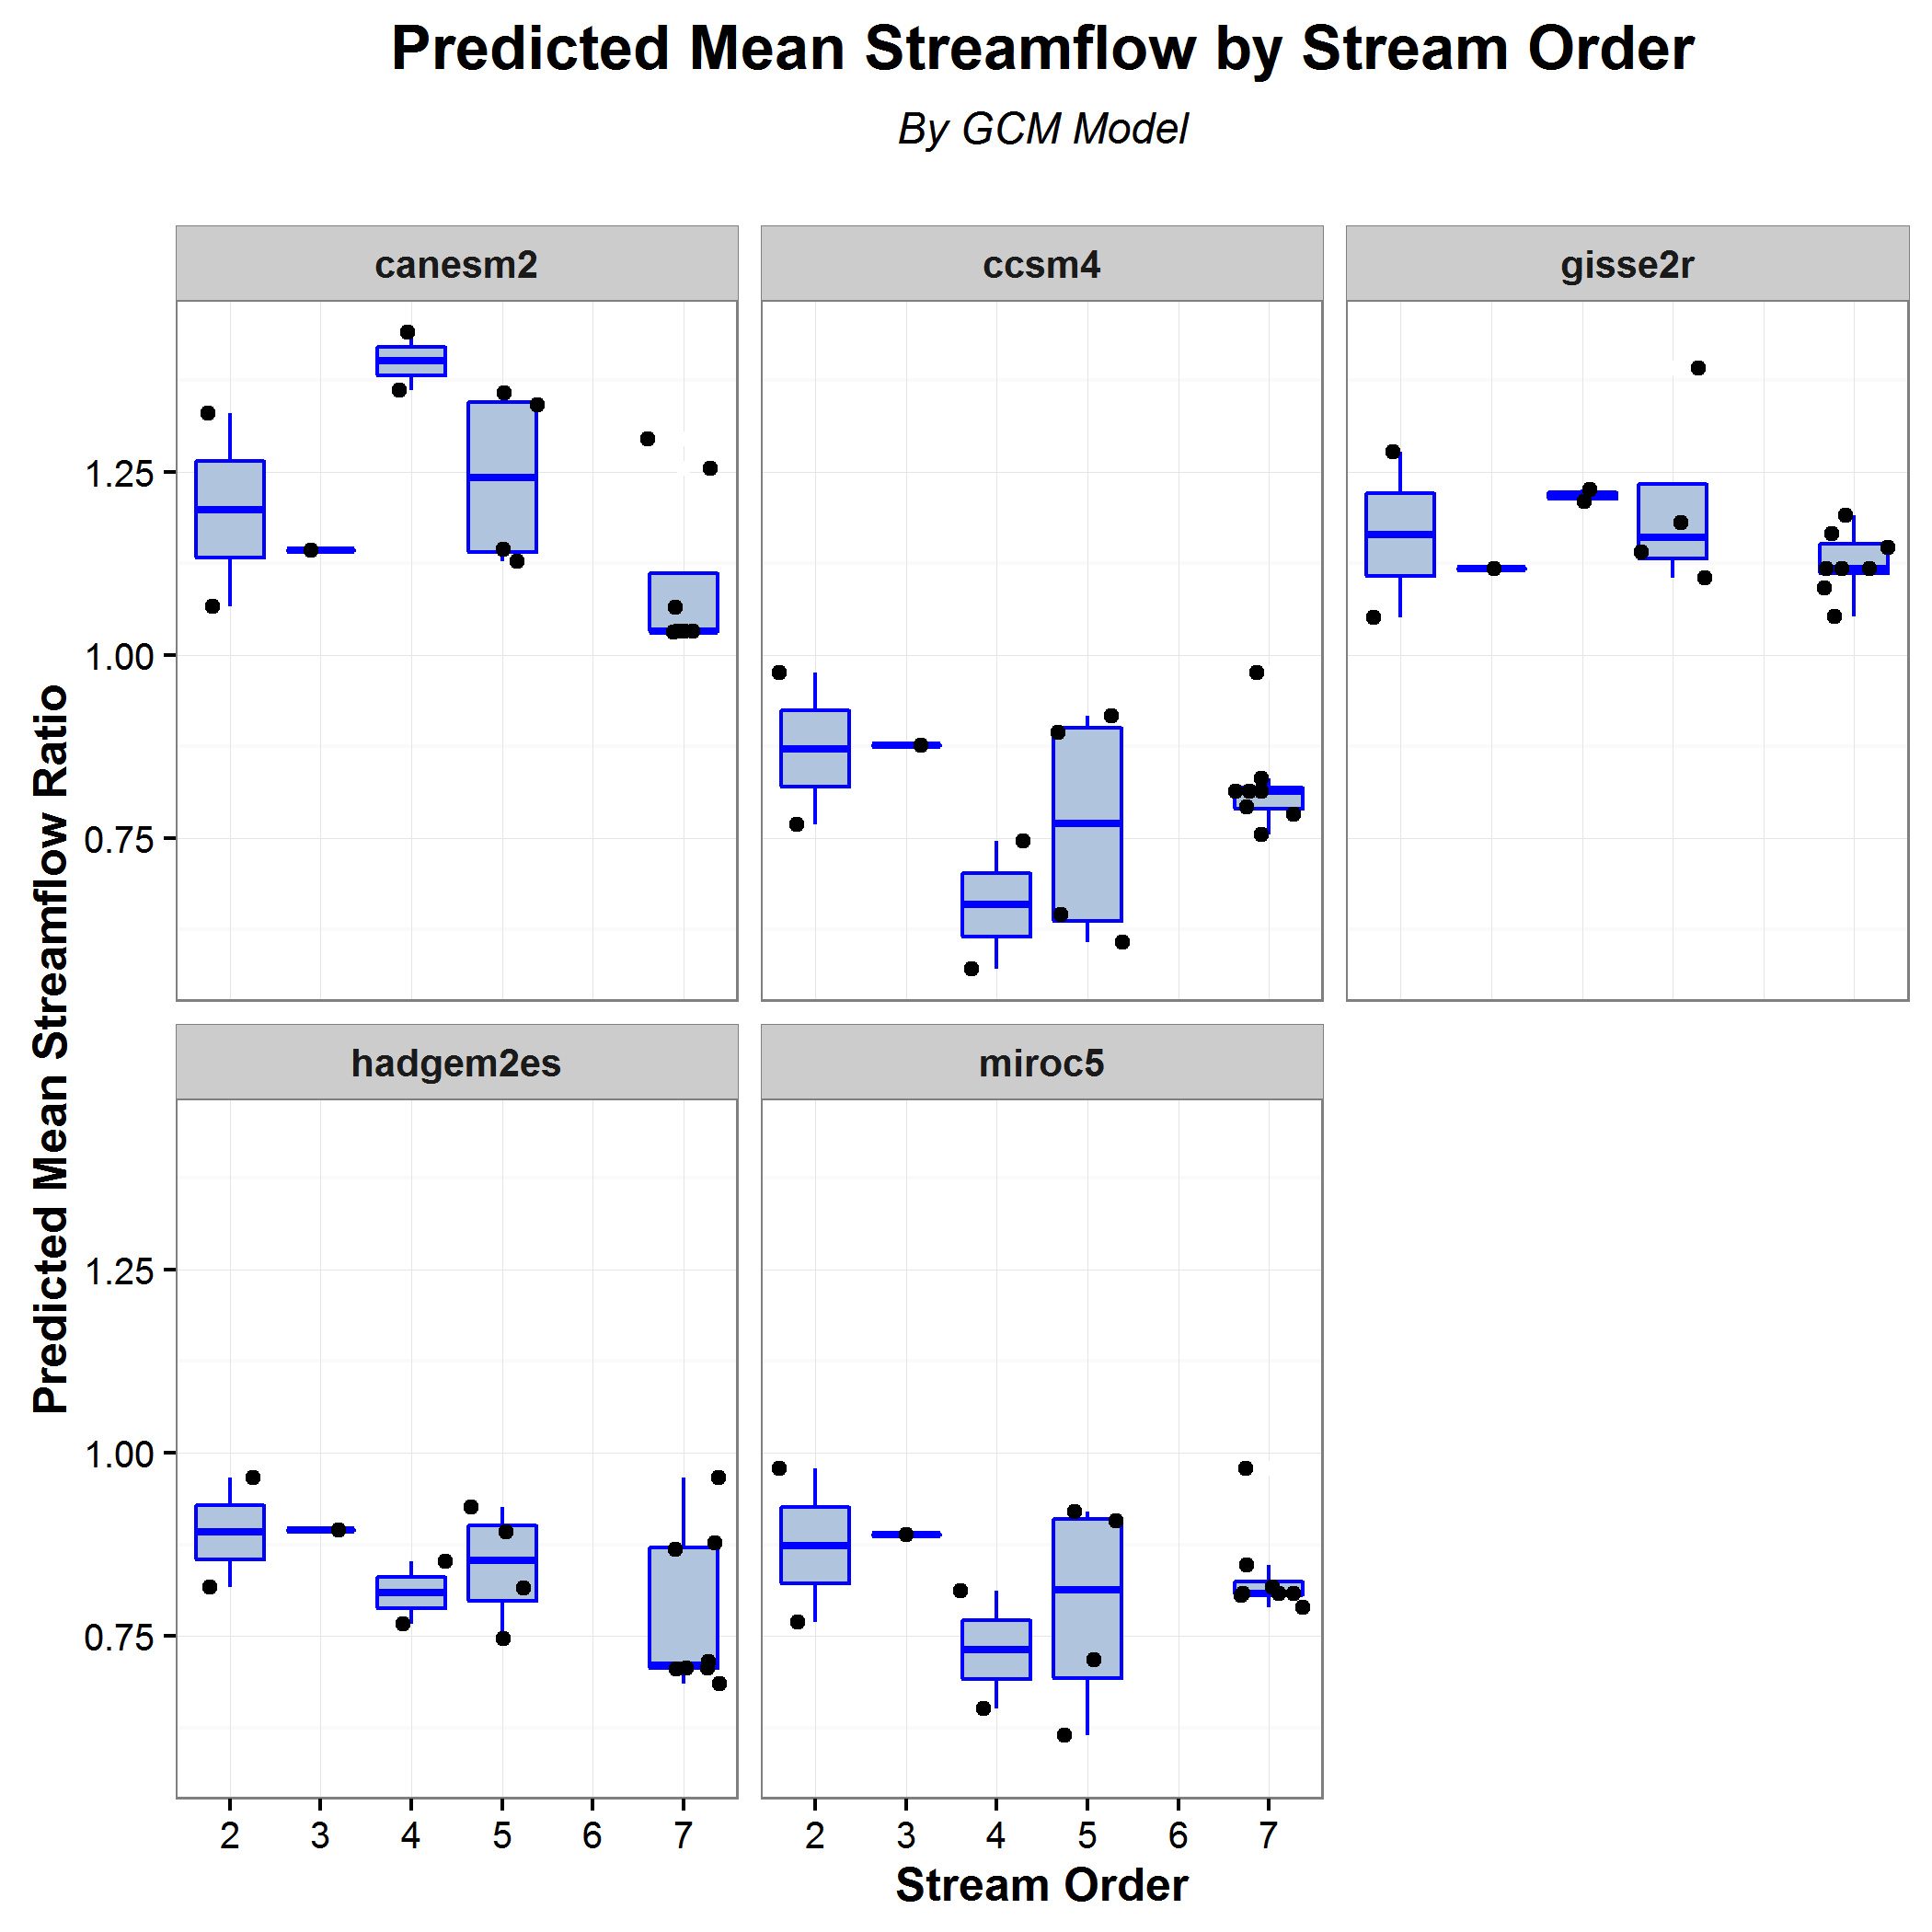 Predicted Mean Streamflow by Stream Order
By GCM Model
canesm2
ccsm4
gisse2r
1.25
1.00
0.75
Predicted Mean Streamflow Ratio
hadgem2es
miroc5
1.25
1.00
0.75
2 3 4 5 6 7
2 3 4 5 6 7
Stream Order